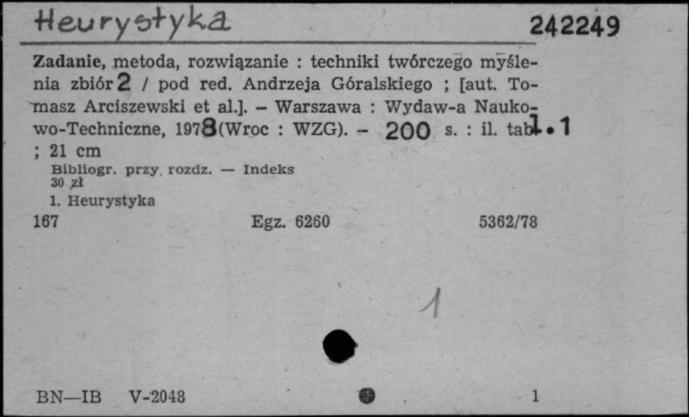 Heurystyka 242249
Zadanie, metoda, rozwiązanie : techniki twórczego myśle-
nia zbiór 2 / pod red. Andrzeja Góralskiego ; [aut. To-
masz Arciszewski et al.]. – Warszawa : Wydaw-a Nauko-
wo-Techniczne, 1978 (Wroc : WZG). – 200 s. : il. tabl. 1
; 21 cm
Bibliogr. przy rozdz. — Indeks
30 zł
1. Heurystyka
167 Egz. 6260 5362/78
1
BN—IB V-2048 1